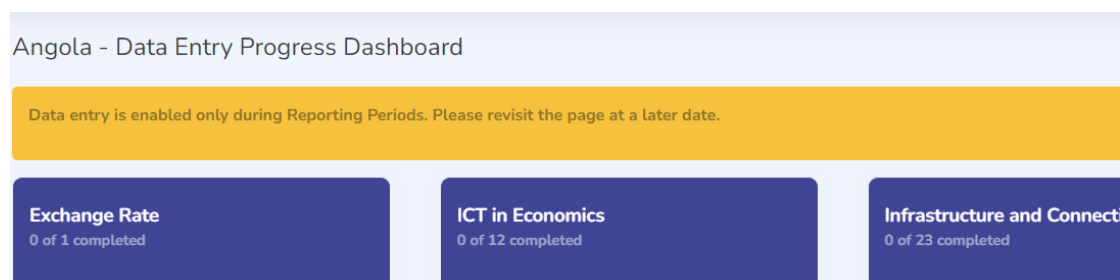 Angola - Data Entry Progress Dashboard
Data entry is enabled only during Reporting Periods. Please revisit the page at a later date.
Exchange Rate
0 of 1 completed
ICT in Economics
0 of 12 completed
Infrastructure and
0 of 23 completed